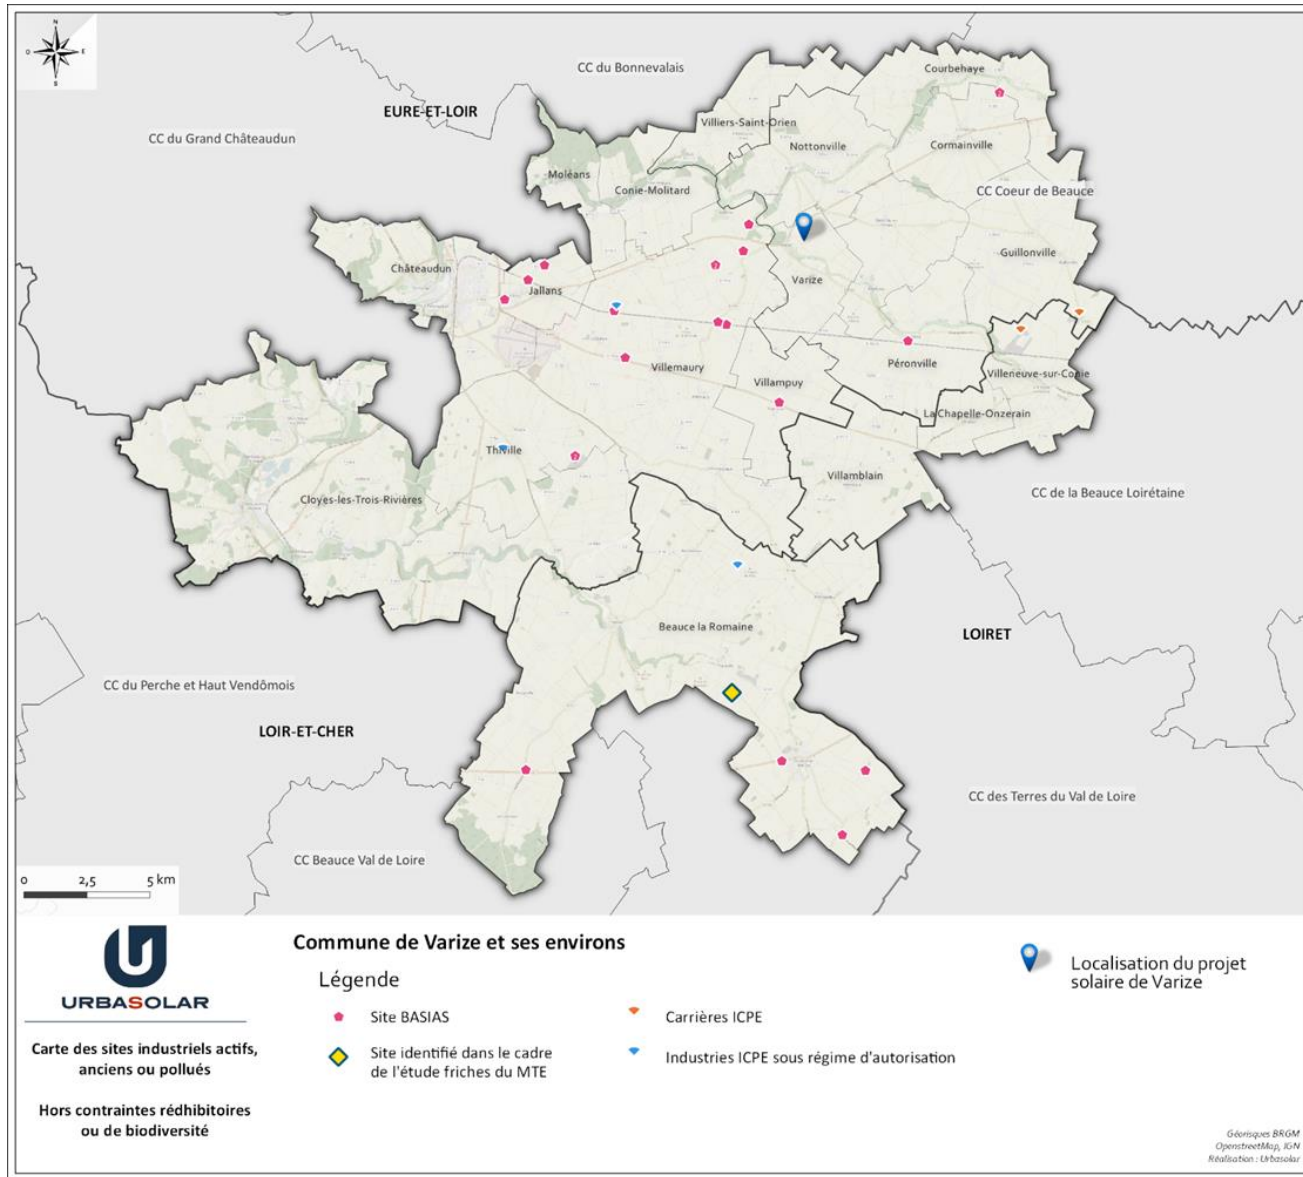 N
O
E
S
CC du Bonnevalais
Courbehaye
EURE-ET-LOIR
Villiers-Saint-Orien
CC du Grand Châteaudun
Nottonville
Cormainville
Moléans
Conie-Molitard
CC Coeur de Beauce
Guillonville
Châteaudun
Varize
Jallans
Péronville
Villemaury
Villeneuve-sur-Conie
Villampuy
La Chapelle-Onzerain
Thiville
Villamblain
CC de la Beauce Loirétaine
Cloyes-les-Trois-Rivières
Beauce la Romaine
LOIRET
CC du Perche et Haut Vendômois
LOIR-ET-CHER
CC des Terres du Val de Loire
CC Beauce Val de Loire
0 2,5 5 km
URBASOLAR
Carte des sites industriels actifs,
anciens ou pollués
Hors contraintes rédhibitoires
ou de biodiversité
Commune de Varize et ses environs
Légende
Site BASIAS
Site identifié dans le cadre
de l'étude friches du MTE
Carrières ICPE
Industries ICPE sous régime d'autorisation
Localisation du projet
solaire de Varize
Géorisques BRGM
OpenstreetMap, IGN
Réalisation : Urbasolar